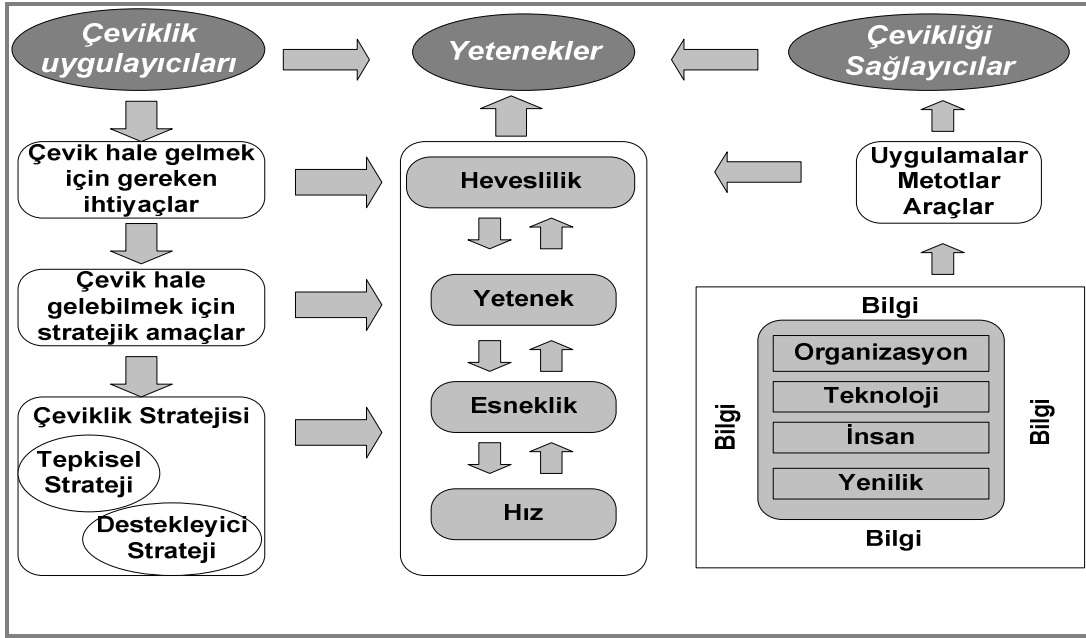 Çeviklik
uygulayıcıları
Çevik hale gelmek
için gereken
ihtiyaçlar
Çevik hale
gelebilmek için
stratejik amaçlar
Çeviklik Stratejisi
Tepkisel
Strateji
Destekleyici
Strateji
Yetenekler
Heveslilik
Yetenek
Esneklik
Hız
Çevikliği
Sağlayıcılar
Uygulamalar
Metotlar
Araçlar
Bilgi
Organizasyon
Teknoloji
İnsan
Yenilik
Bilgi
Bilgi
Bilgi